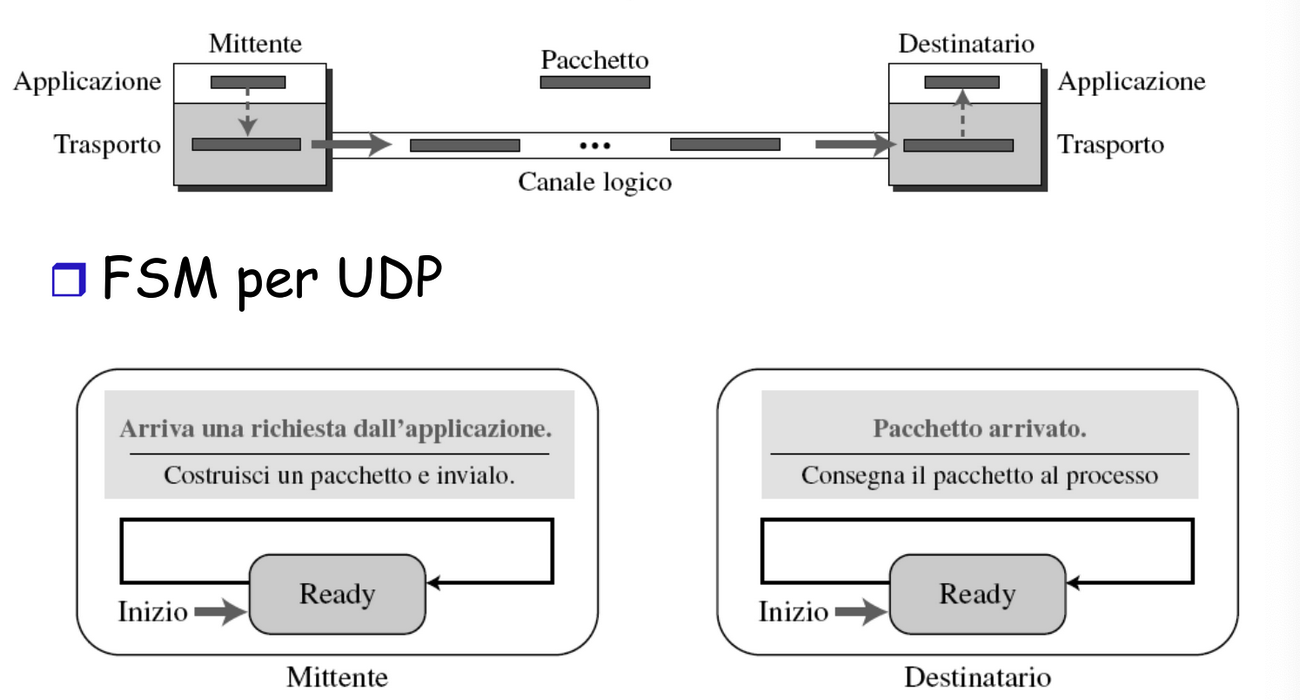 Mittente
Pacchetto
Destinatario
Applicazione
Applicazione
Trasporto
Trasporto
Canale logico
FSM per UDP
Arriva una richiesta dall’applicazione.
Costruisci un pacchetto e invialo.
Ready
Inizio
Mittente
Pacchetto arrivato.
Consegna il pacchetto al processo
Ready
Inizio
Destinatario